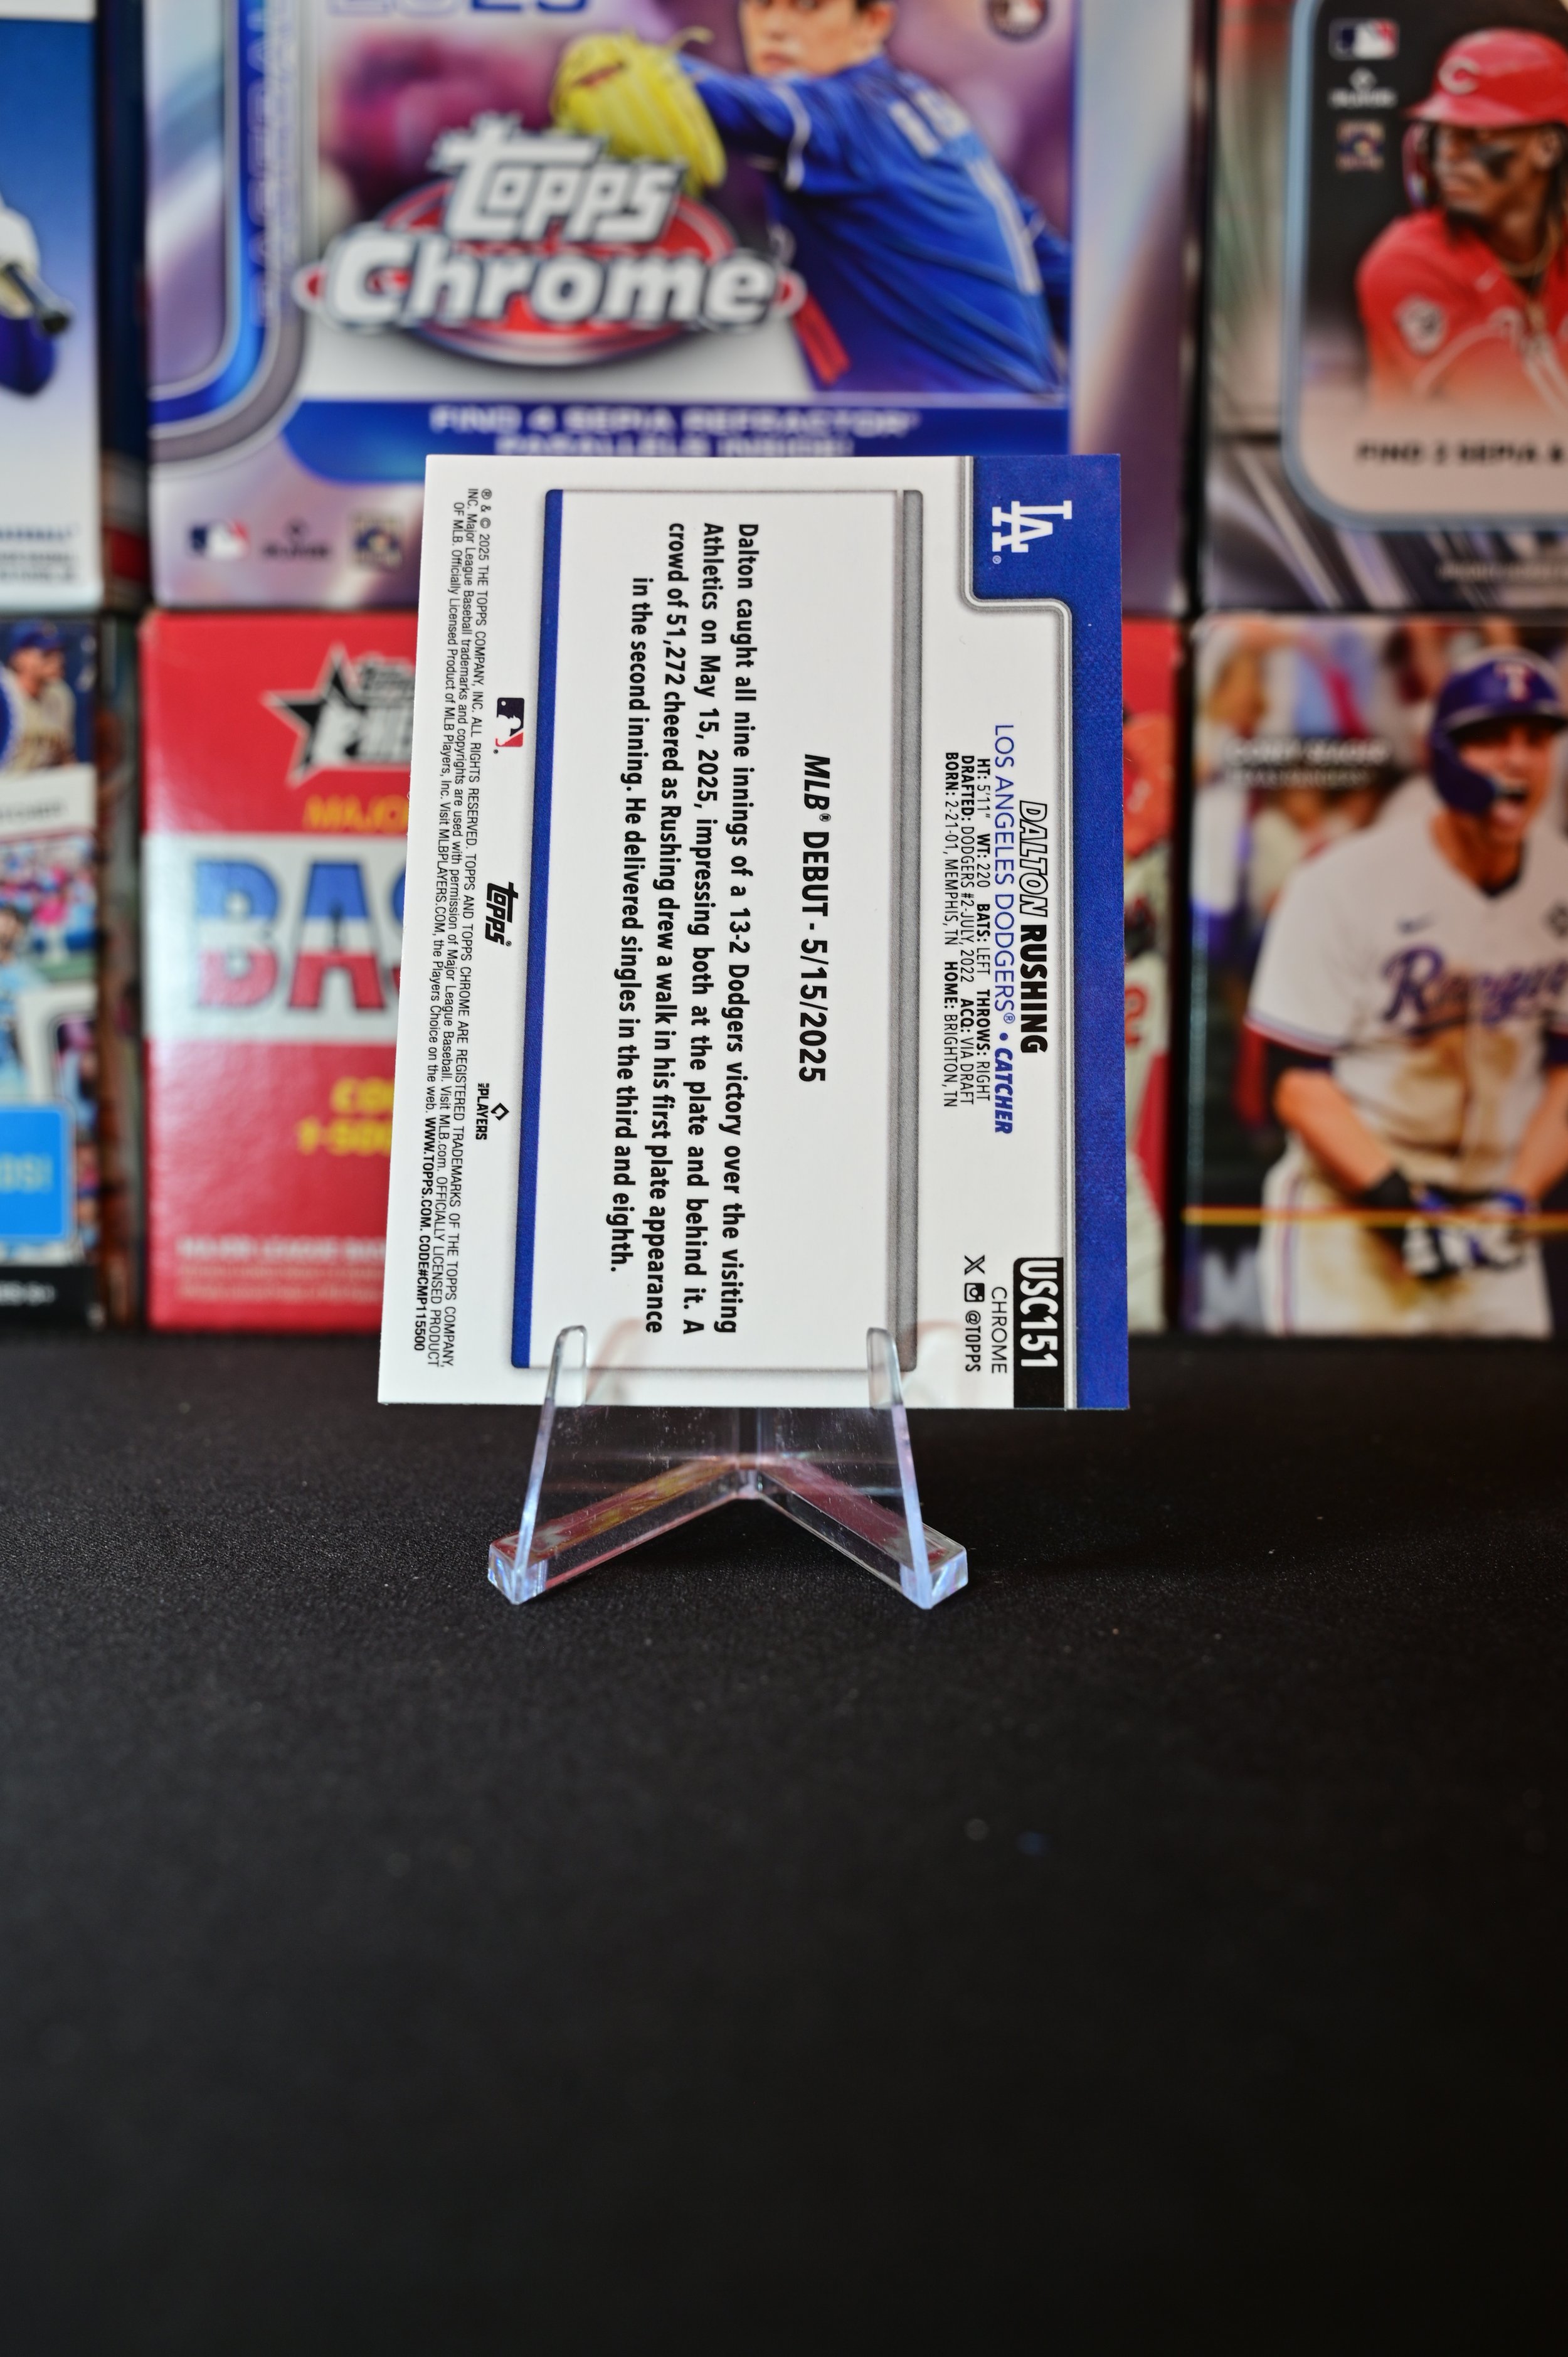 Topps
Chrome
FIND 4 SEPIA REFRACTOR
PARALLELS INSIDE!
FIND 2 SEPIA
LA
DALTON RUSHING
LOS ANGELES DODGERS® • CATCHER
HT: 5'11" WT: 220 BATS: LEFT THROWS: RIGHT
DRAFTED: DODGERS #2-JULY, 2022 ACQ: VIA DRAFT
BORN: 2-21-01, MEMPHIS, TN HOME: BRIGHTON, TN
USC151
CHROME
@TOPPS
MLB® DEBUT - 5/15/2025
Dalton caught all nine innings of a 13-2 Dodgers victory over the visiting
Athletics on May 15, 2025, impressing both at the plate and behind it. A
crowd of 51,272 cheered as Rushing drew a walk in his first plate appearance
in the second inning. He delivered singles in the third and eighth.
topps®
PLAYERS
® & © 2025 THE TOPPS COMPANY, INC. ALL RIGHTS RESERVED. TOPPS AND TOPPS CHROME ARE REGISTERED TRADEMARKS OF THE TOPPS COMPANY,
INC. Major League Baseball trademarks and copyrights are used with permission of Major League Baseball. Visit MLB.com. OFFICIALLY LICENSED PRODUCT
OF MLB. Officially Licensed Product of MLB Players, Inc. Visit MLBPLAYERS.COM, the Players Choice on the web. WWW.TOPPS.COM. CODE#CMP115500
BAS
Rangers